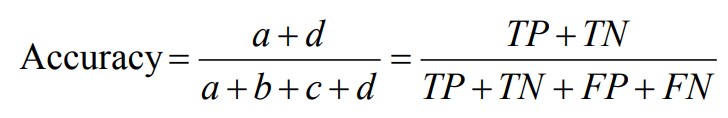 Accuracy = (a + d) / (a + b + c + d) = (TP + TN) / (TP + TN + FP + FN)